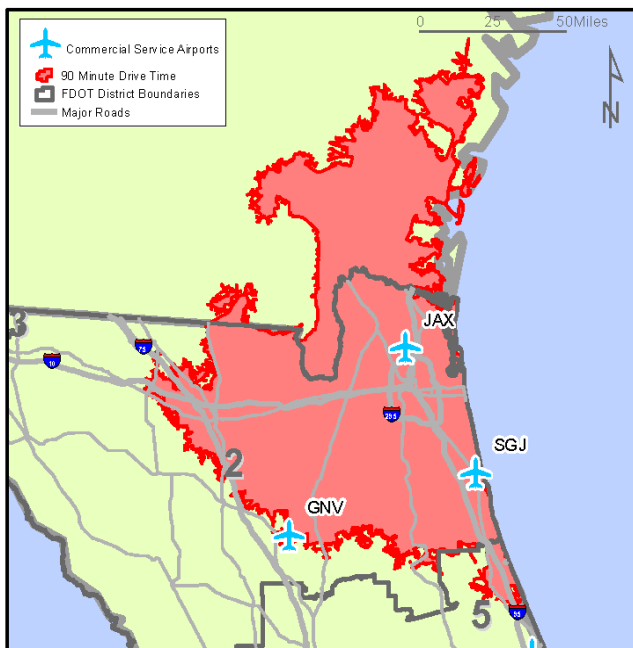 0 25 50Miles
Commercial Service Airports
90 Minute Drive Time
FDOT District Boundaries
Major Roads
N
3
JAX
75
10
295
SGJ
2
GNV
5
95